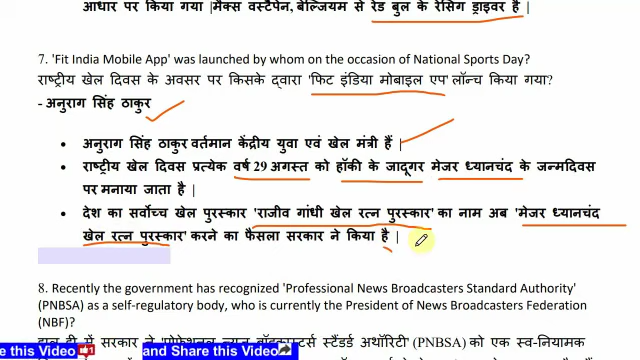 आधार पर किया गया |मैक्स वर्स्टैपेन, बेल्जियम से रेड बुल के रेसिंग ड्राइवर है |
7. 'Fit India Mobile App' was launched by whom on the occasion of National Sports Day?
राष्ट्रीय खेल दिवस के अवसर पर किसके द्वारा 'फिट इंडिया मोबाइल एप' लॉन्च किया गया?
- अनुराग सिंह ठाकुर
• अनुराग सिंह ठाकुर वर्तमान केंद्रीय युवा एवं खेल मंत्री हैं |
• राष्ट्रीय खेल दिवस प्रत्येक वर्ष 29 अगस्त को हॉकी के जादूगर मेजर ध्यानचंद के जन्मदिवस
पर मनाया जाता है |
• देश का सर्वोच्च खेल पुरस्कार 'राजीव गांधी खेल रत्न पुरस्कार' का नाम अब 'मेजर ध्यानचंद
खेल रत्न पुरस्कार' करने का फैसला सरकार ने किया है |
8. Recently the government has recognized 'Professional News Broadcasters Standard Authority'
(PNBSA) as a self-regulatory body, who is currently the President of News Broadcasters Federation
(NBF)?
सरकार ने (PNBSA) को एक स्व-नियामक
e this Video and Share this Video